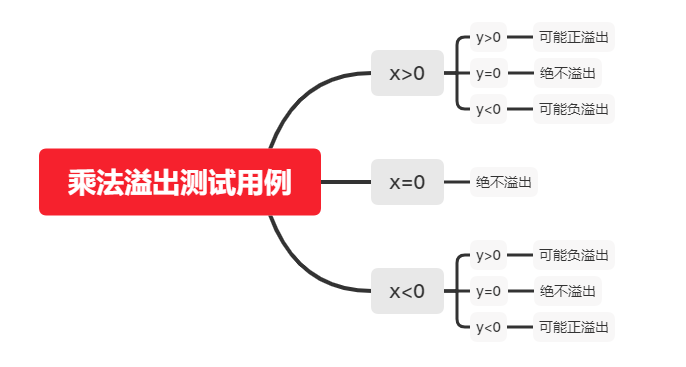 乘法溢出测试用例
x>0
y>0
可能正溢出
y=0
绝不溢出
y<0
可能负溢出
x=0
绝不溢出
x<0
y>0
可能负溢出
y=0
绝不溢出
y<0
可能正溢出